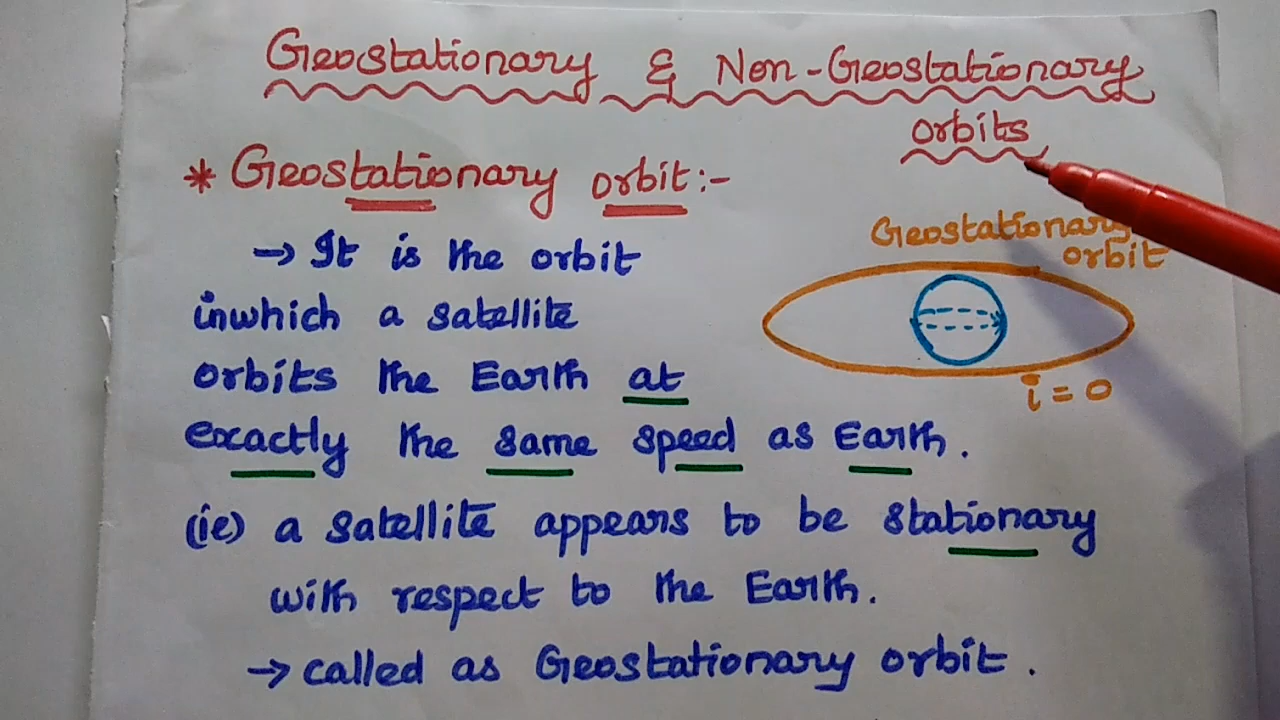 Geostationary & Non-Geostationary
orbits
* Geostationary orbit:-
→ It is the orbit
inwhich a satellite
orbits the Earth at
exactly the same speed as Earth.
(ie) a satellite appears to be stationary
with respect to the Earth.
→ called as Geostationary orbit.
Geostationary
orbit
i = 0